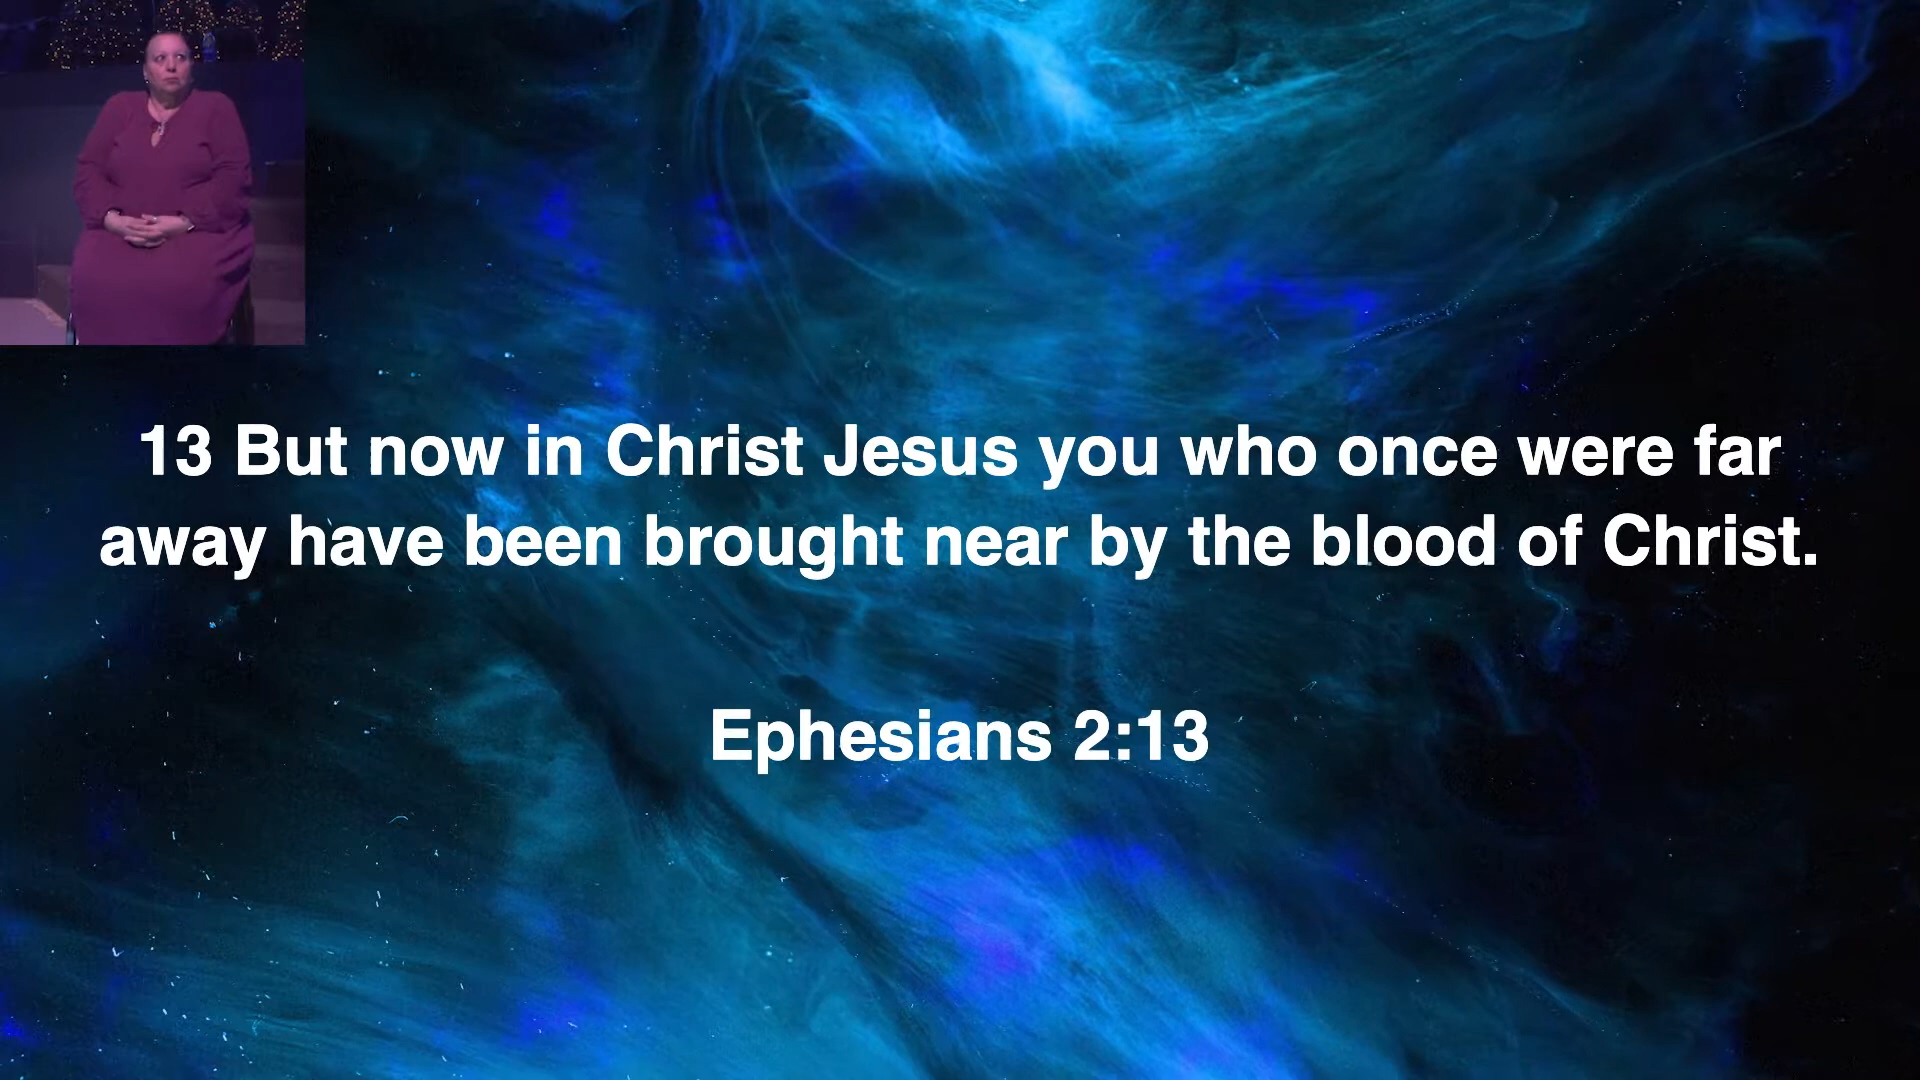 13 But now in Christ Jesus you who once were far
away have been brought near by the blood of Christ.
Ephesians 2:13